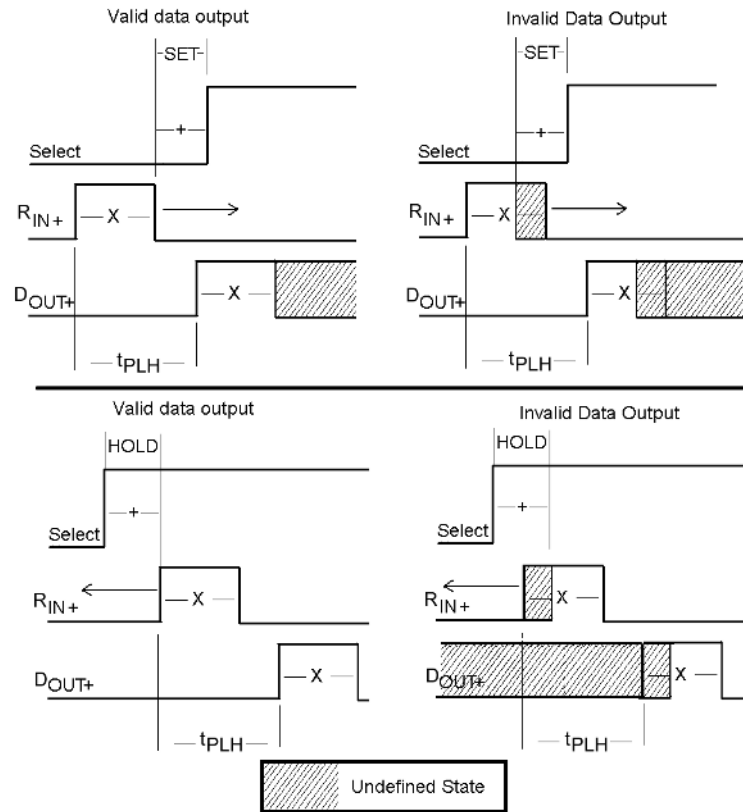 Valid data output
Invalid Data Output
SET
SET
+
+
Select
Select
RIN+
X
RIN+
X
DOUT+
X
DOUT+
X
tPLH
tPLH
Valid data output
Invalid Data Output
HOLD
HOLD
+
+
Select
Select
RIN+
X
RIN+
X
DOUT+
X
DOUT+
X
tPLH
tPLH
Undefined State